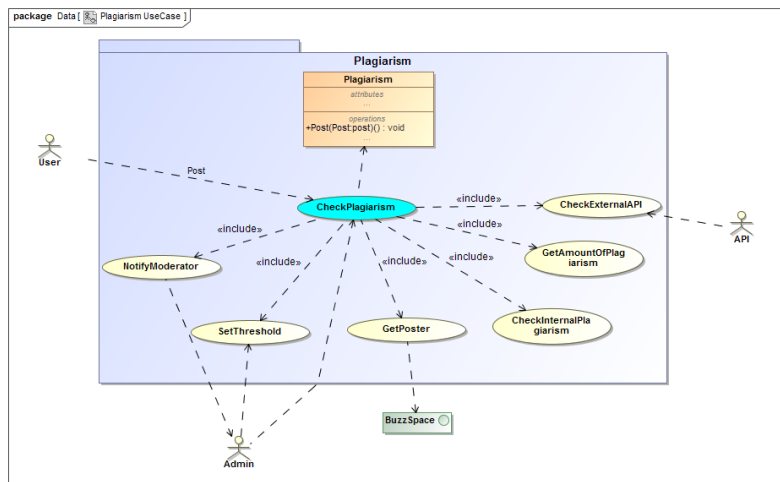 package Data [ Plagiarism UseCase ]
Plagiarism
Plagiarism
attributes
...
operations
+Post(Post:post)() : void
...
User
Post
CheckPlagiarism
«include»
CheckExternalAPI
API
«include»
GetAmountOfPlag
iarism
«include»
NotifyModerator
«include»
«include»
«include»
SetThreshold
GetPoster
CheckInternalPla
giarism
BuzzSpace
Admin